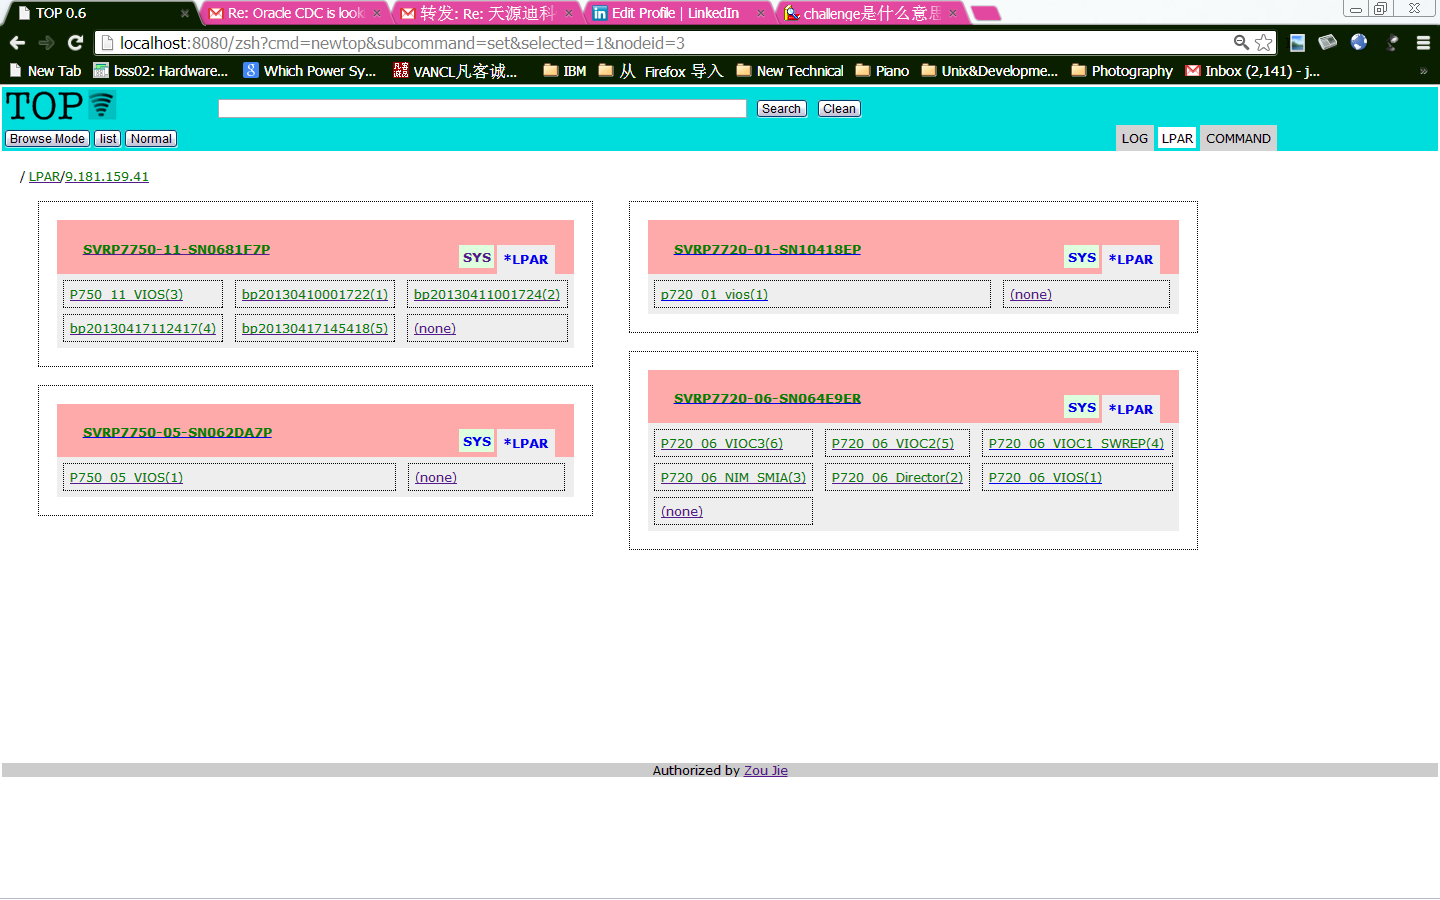 TOP 0.6
Re: Oracle CDC is look
转发: Re: 天源迪科
Edit Profile | LinkedIn
challenge是什么意思
localhost:8080/zsh?cmd=newtop&subcommand=set&selected=1&nodeid=3
New Tab
bss02: Hardware...
Which Power Sy...
VANCL凡客诚...
IBM
从 Firefox 导入
New Technical
Piano
Unix&Developme...
Photography
Inbox (2,141) - j...
»
TOP
Search
Clean
Browse Mode
list
Normal
LOG
LPAR
COMMAND
/ LPAR/9.181.159.41
SVRP7750-11-SN0681F7P
SYS
*LPAR
P750_11_VIOS(3)
bp20130410001722(1)
bp20130411001724(2)
bp20130417112417(4)
bp20130417145418(5)
(none)
SVRP7750-05-SN062DA7P
SYS
*LPAR
P750_05_VIOS(1)
(none)
SVRP7720-01-SN10418EP
SYS
*LPAR
p720_01_vios(1)
(none)
SVRP7720-06-SN064E9ER
SYS
*LPAR
P720_06_VIOC3(6)
P720_06_VIOC2(5)
P720_06_VIOC1_SWREP(4)
P720_06_NIM_SMIA(3)
P720_06_Director(2)
P720_06_VIOS(1)
(none)
Authorized by Zou Jie